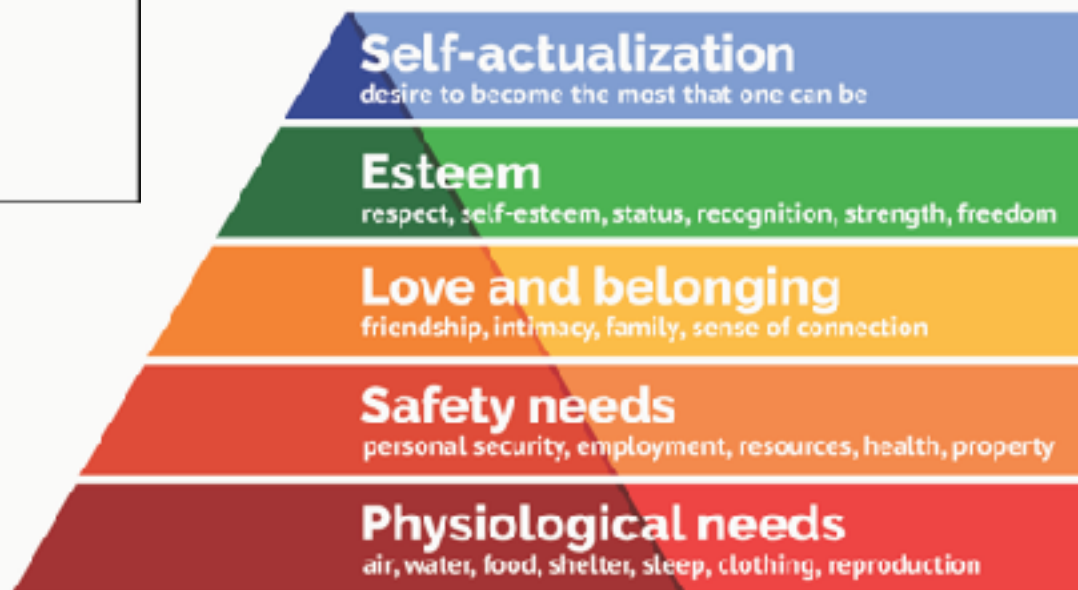 Self-actualization
desire to become the most that one can be
Esteem
respect, self-esteem, status, recognition, strength, freedom
Love and belonging
friendship, intimacy, family, sense of connection
Safety needs
personal security, employment, resources, health, property
Physiological needs
air, water, food, shelter, sleep, clothing, reproduction